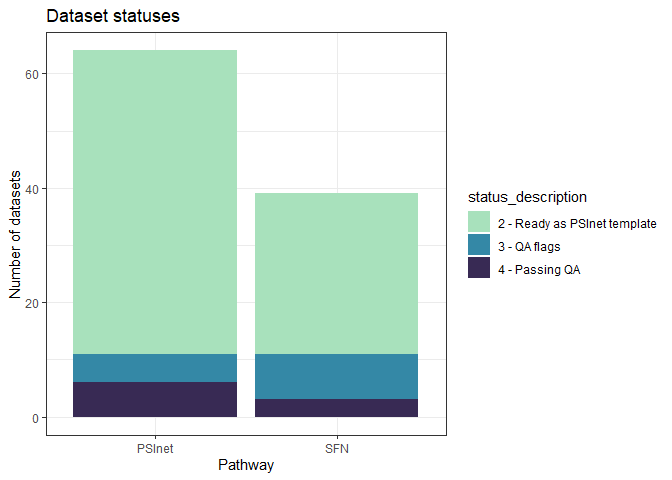 Dataset statuses
Number of datasets
60
40
20
0
PSInet
SFN
Pathway
status_description
2 - Ready as PSInet template
3 - QA flags
4 - Passing QA